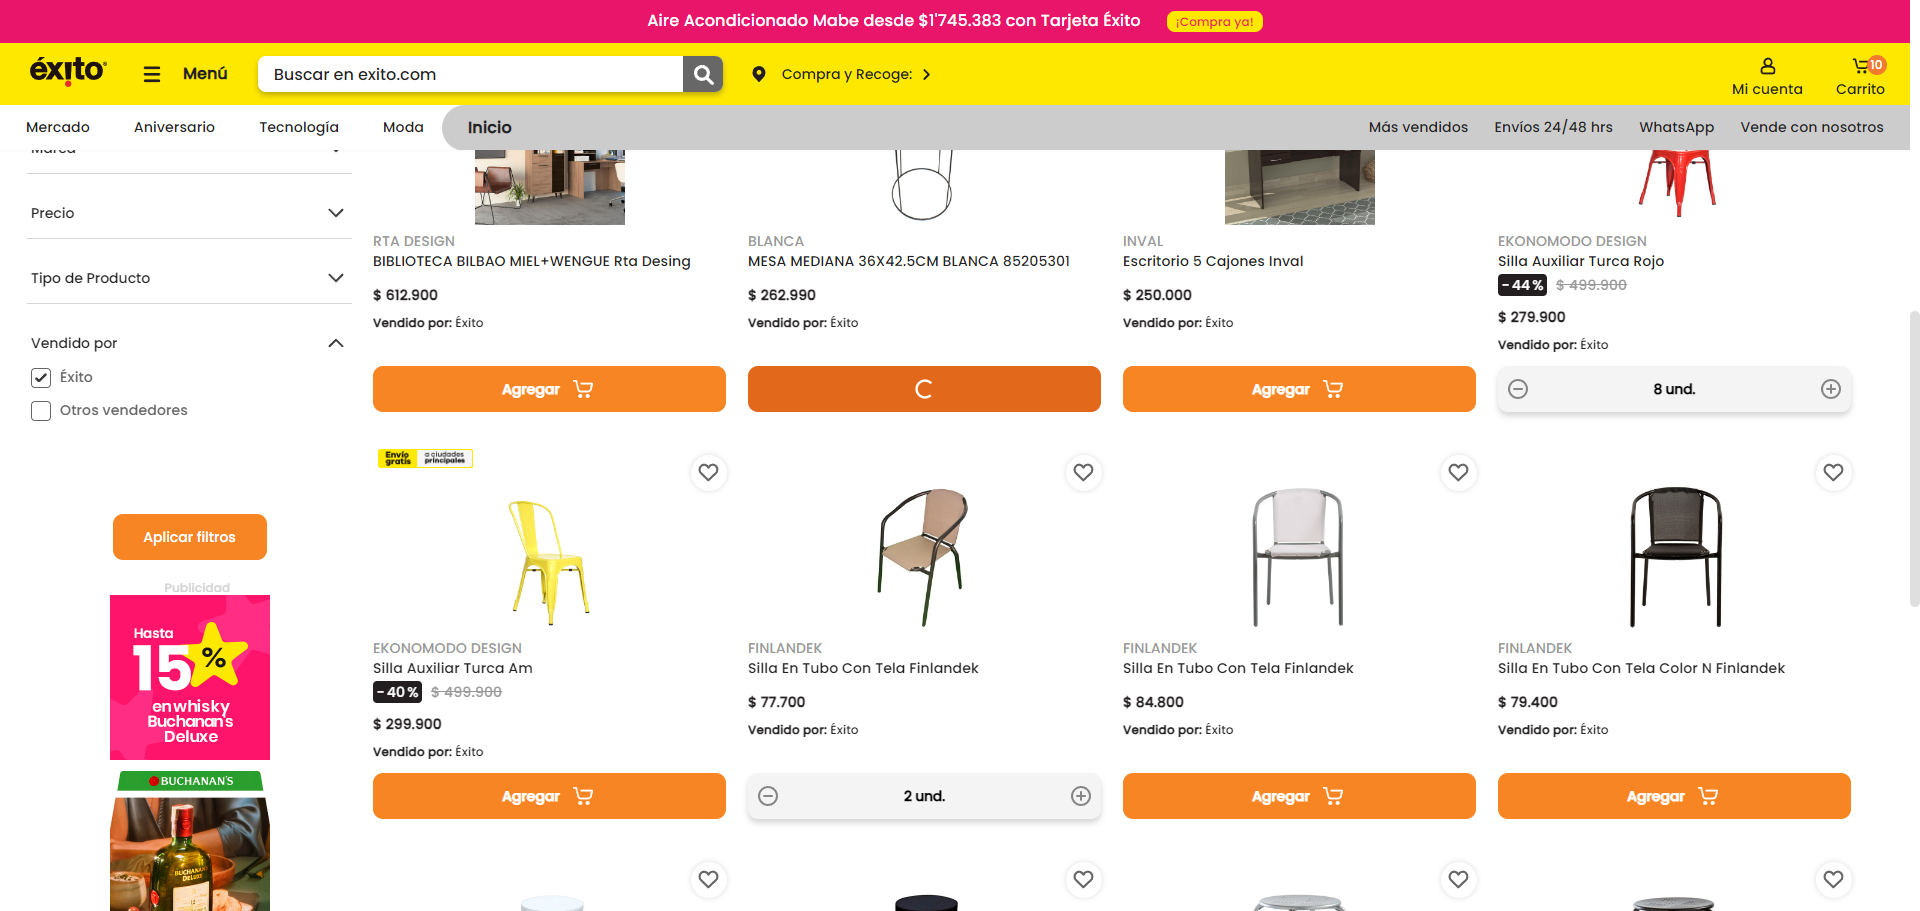 Aire Acondicionado Mabe desde $1'745.383 con Tarjeta Éxito
¡Compra ya!
éxito
Menú
Buscar en exito.com
Compra y Recoge:
Mi cuenta
10
Carrito
Mercado
Aniversario
Tecnología
Moda
Inicio
Más vendidos
Envíos 24/48 hrs
WhatsApp
Vende con nosotros
Marca
Precio
Tipo de Producto
Vendido por
Éxito
Otros vendedores
Aplicar filtros
Publicidad
Hasta
15%
en whisky
Buchanan's
Deluxe
BUCHANAN'S
BUCHANAN'S
DELUXE
12
RTA DESIGN
BIBLIOTECA BILBAO MIEL+WENGUE Rta Desing
$ 612.900
Vendido por: Éxito
Agregar
BLANCA
MESA MEDIANA 36X42.5CM BLANCA 85205301
$ 262.990
Vendido por: Éxito
INVAL
Escritorio 5 Cajones Inval
$ 250.000
Vendido por: Éxito
Agregar
EKONOMODO DESIGN
Silla Auxiliar Turca Rojo
- 44 % $ 499.900
$ 279.900
Vendido por: Éxito
8 und.
Envío gratis
a ciudades principales
EKONOMODO DESIGN
Silla Auxiliar Turca Am
- 40 % $ 499.900
$ 299.900
Vendido por: Éxito
Agregar
FINLANDEK
Silla En Tubo Con Tela Finlandek
$ 77.700
Vendido por: Éxito
2 und.
FINLANDEK
Silla En Tubo Con Tela Finlandek
$ 84.800
Vendido por: Éxito
Agregar
FINLANDEK
Silla En Tubo Con Tela Color N Finlandek
$ 79.400
Vendido por: Éxito
Agregar